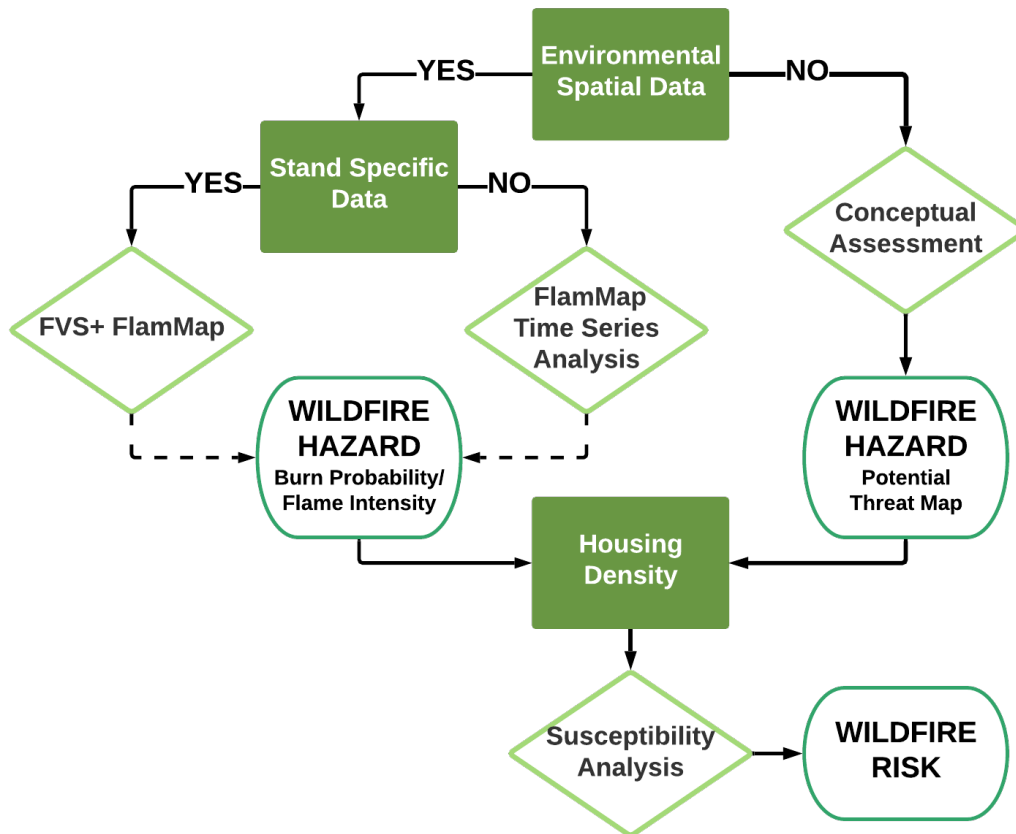 Environmental
Spatial Data
YES
NO
Stand Specific
Data
YES
NO
Conceptual
Assessment
FVS+ FlamMap
FlamMap
Time Series
Analysis
WILDFIRE
HAZARD
Burn Probability/
Flame Intensity
WILDFIRE
HAZARD
Potential
Threat Map
Housing
Density
Susceptibility
Analysis
WILDFIRE
RISK